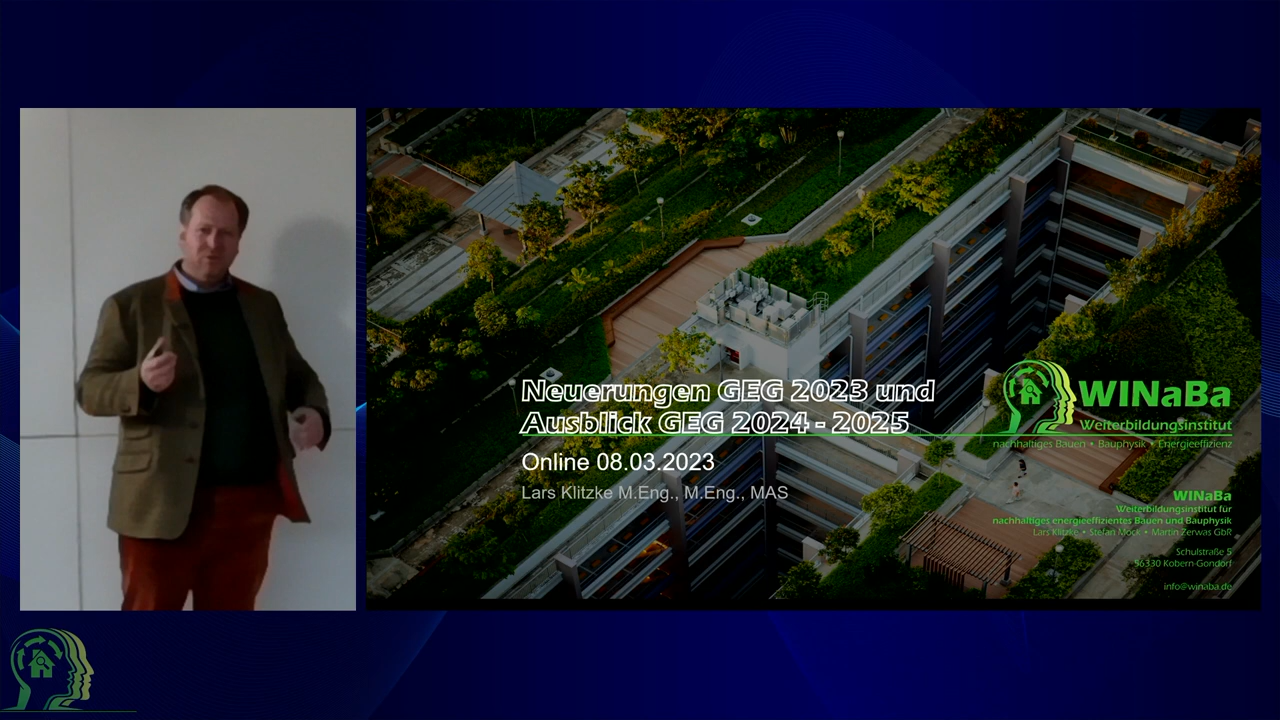 Neuerungen GEG 2023 und
Ausblick GEG 2024 - 2025
Online 08.03.2023
Lars Klitzke M.Eng., M.Eng., MAS
WINaBa
Weiterbildungsinstitut
nachhaltiges Bauen • Bauphysik • Energieeffizienz
WINaBa
Weiterbildungsinstitut für
nachhaltiges energieeffizientes Bauen und Bauphysik
Lars Klitzke • Stefan Mock • Martin Zerwas GbR
Schulstraße 5
56330 Kobern Gondorf
info@winaba.de